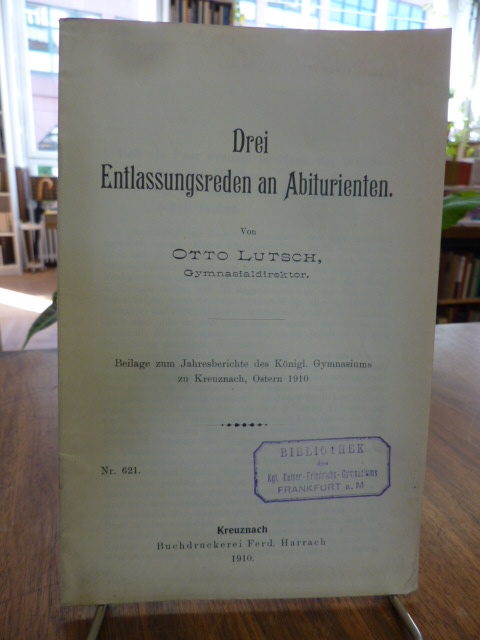 Drei
Entlassungsreden an Abiturienten.
Von
OTTO LUTSCH,
Gymnasialdirektor.
Beilage zum Jahresberichte des Königl. Gymnasiums
zu Kreuznach, Ostern 1910.
Nr. 621.
BIBLIOTHEK
des
Kgl. Kaiser-Friedrichs-Gymnasiums
FRANKFURT a. M
Kreuznach
Buchdruckerei Ferd. Harrach
1910.